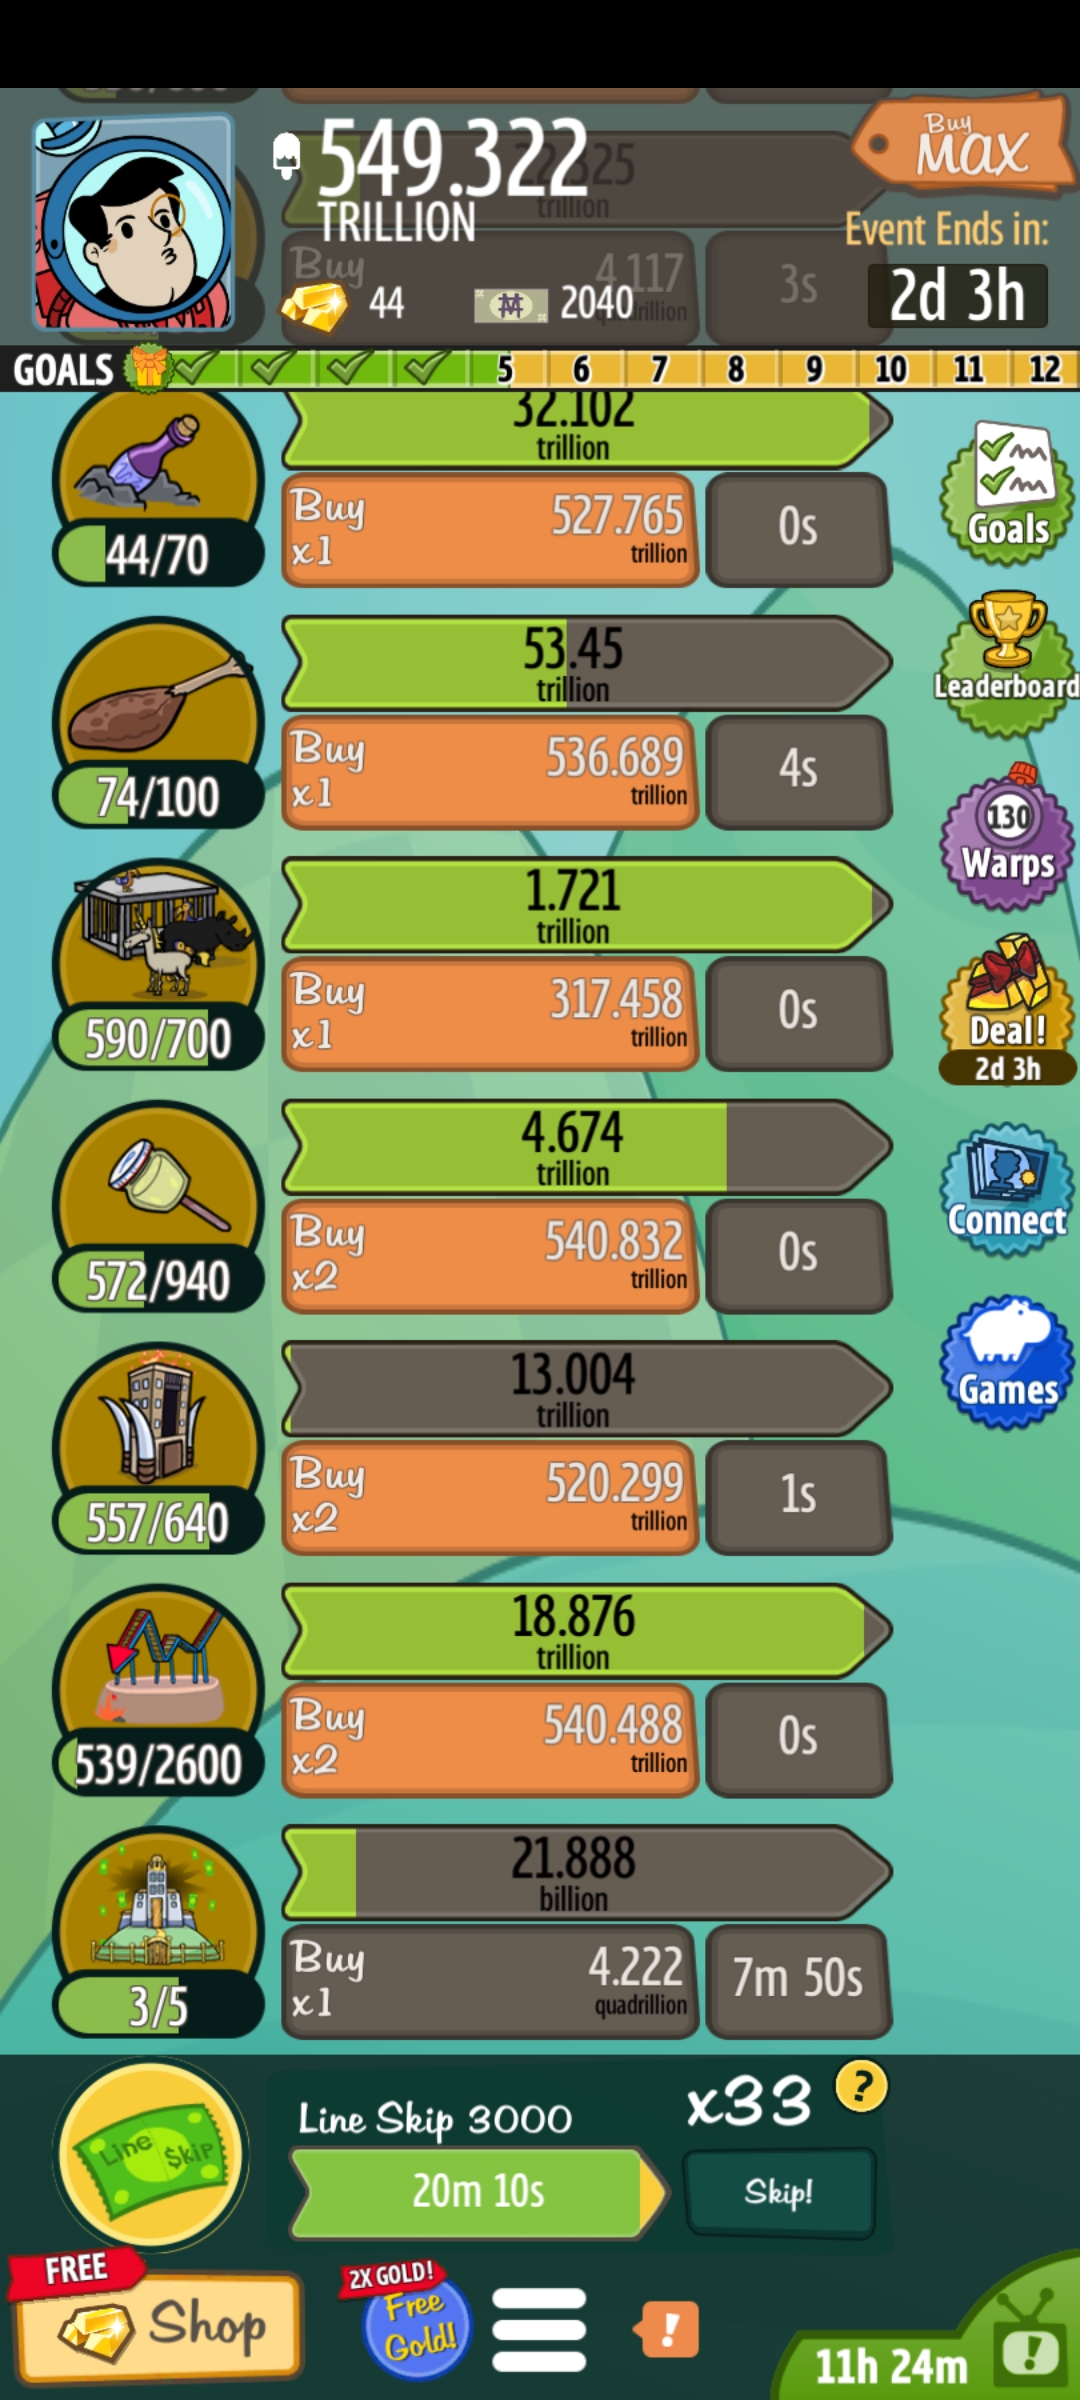 549.322
TRILLION
Buy
MAX
Event Ends in:
2d 3h
44
2040
trillion
Buy
4.117
3s
GOALS
5
6
7
8
9
10
11
12
32.102
trillion
44/70
Buy
x1
527.765
trillion
0s
Goals
53.45
trillion
74/100
Buy
x1
536.689
trillion
4s
Leaderboard
1.721
trillion
590/700
Buy
x1
317.458
trillion
0s
130
Warps
Deal!
2d 3h
4.674
trillion
572/940
Buy
x2
540.832
trillion
0s
Connect
13.004
trillion
557/640
Buy
x2
520.299
trillion
1s
Games
18.876
trillion
539/2600
Buy
x2
540.488
trillion
0s
21.888
billion
3/5
Buy
x1
4.222
quadrillion
7m 50s
Line $kip
Line Skip 3000
20m 10s
x33
?
Skip!
FREE
Shop
2X GOLD!
Free
Gold!
!
11h 24m
!